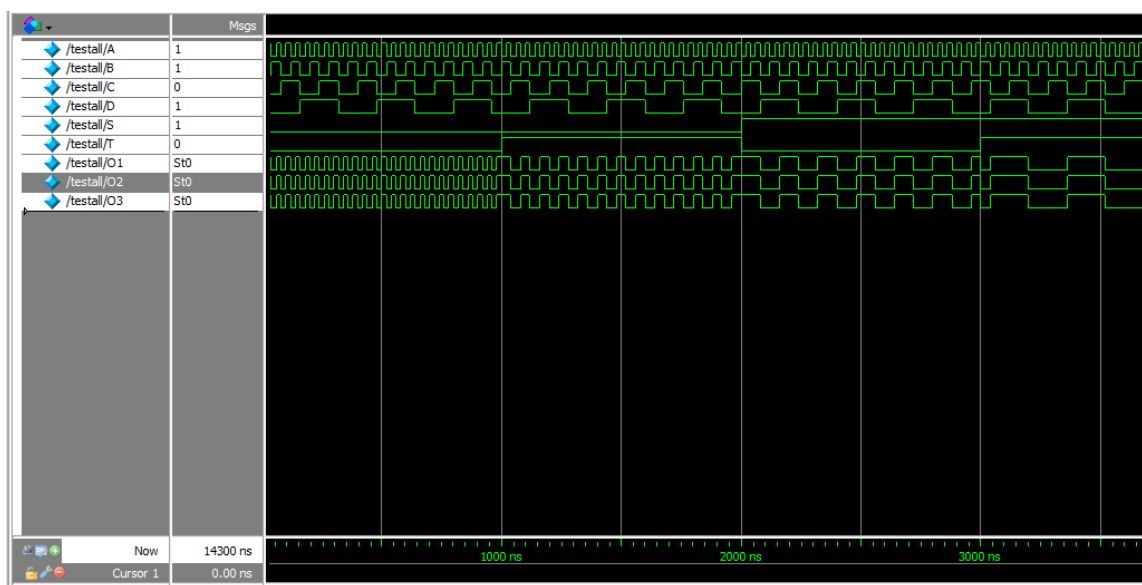 Msgs
/testall/A 1
/testall/B 1
/testall/C 0
/testall/D 1
/testall/S 1
/testall/T 0
/testall/O1 St0
/testall/O2 St0
/testall/O3 St0
Now 14300 ns 1000 ns 2000 ns 3000 ns
Cursor 1 0.00 ns